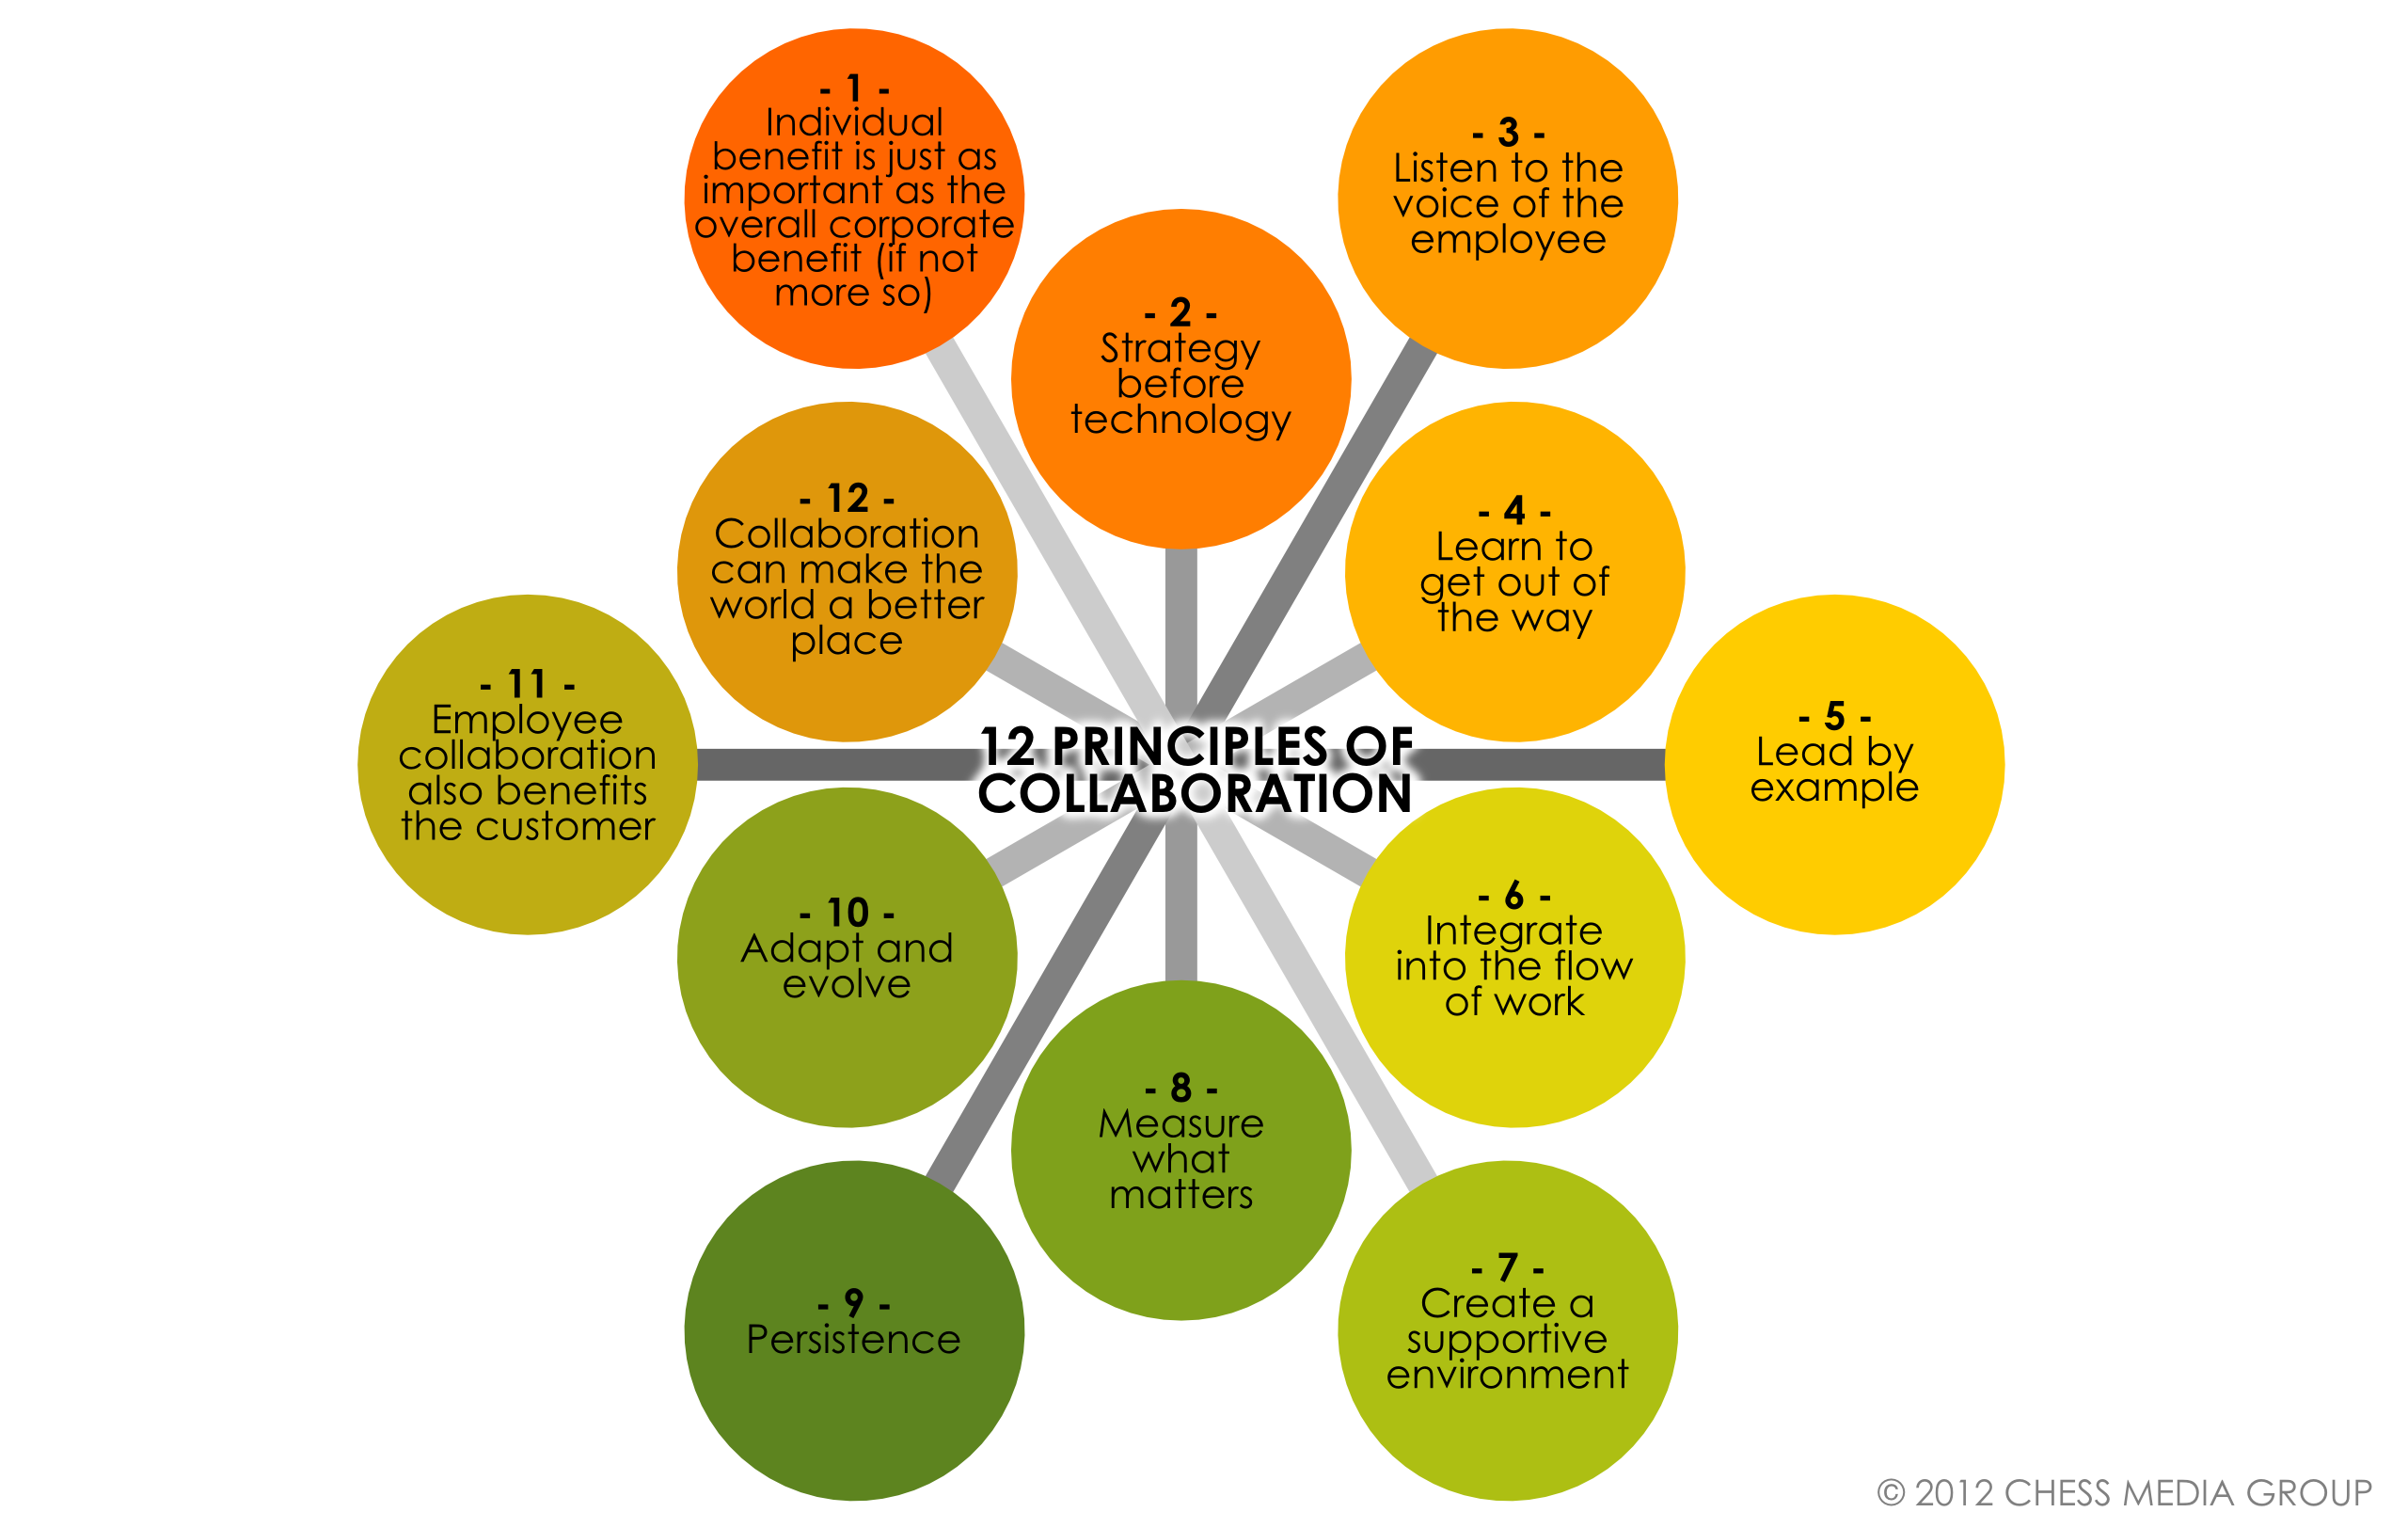 - 1 -
Individual
benefit is just as
important as the
overall corporate
benefit (if not
more so)
- 2 -
Strategy
before
technology
- 3 -
Listen to the
voice of the
employee
- 4 -
Learn to
get out of
the way
- 5 -
Lead by
example
- 6 -
Integrate
into the flow
of work
- 7 -
Create a
supportive
environment
- 8 -
Measure
what
matters
- 9 -
Persistence
- 10 -
Adapt and
evolve
- 11 -
Employee
collaboration
also benefits
the customer
- 12 -
Collaboration
can make the
world a better
place
12 PRINCIPLES OF
COLLABORATION
© 2012 CHESS MEDIA GROUP